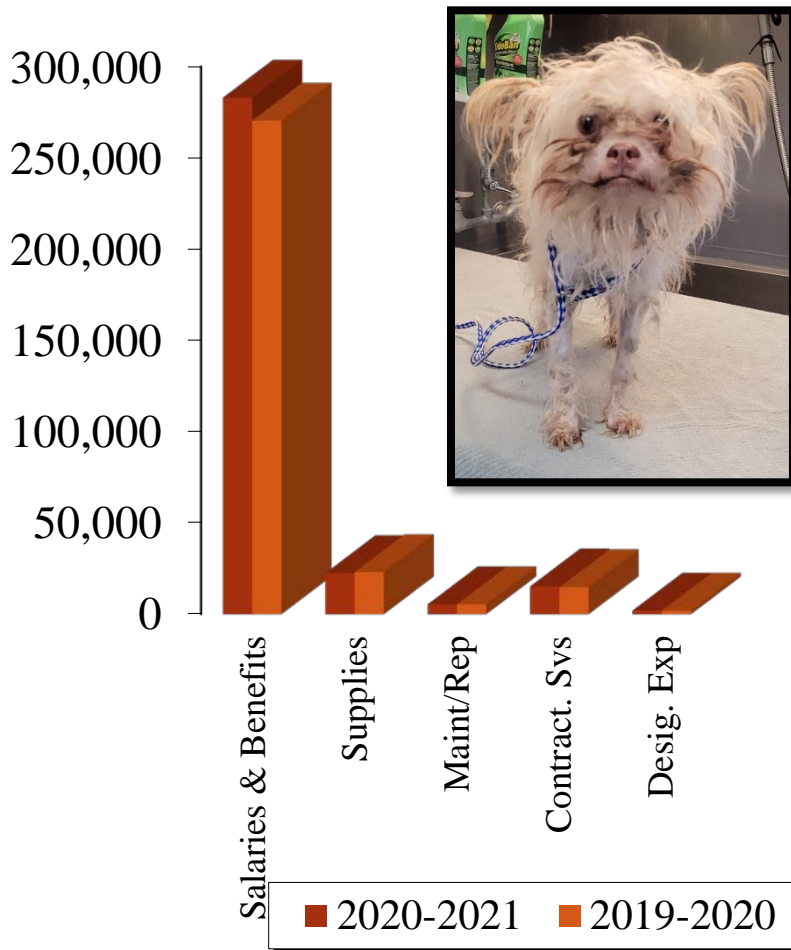 300,000
250,000
200,000
150,000
100,000
50,000
0
OdoBan
Salaries & Benefits
Supplies
Maint/Rep
Contract. Svs
Desig. Exp
2020-2021
2019-2020